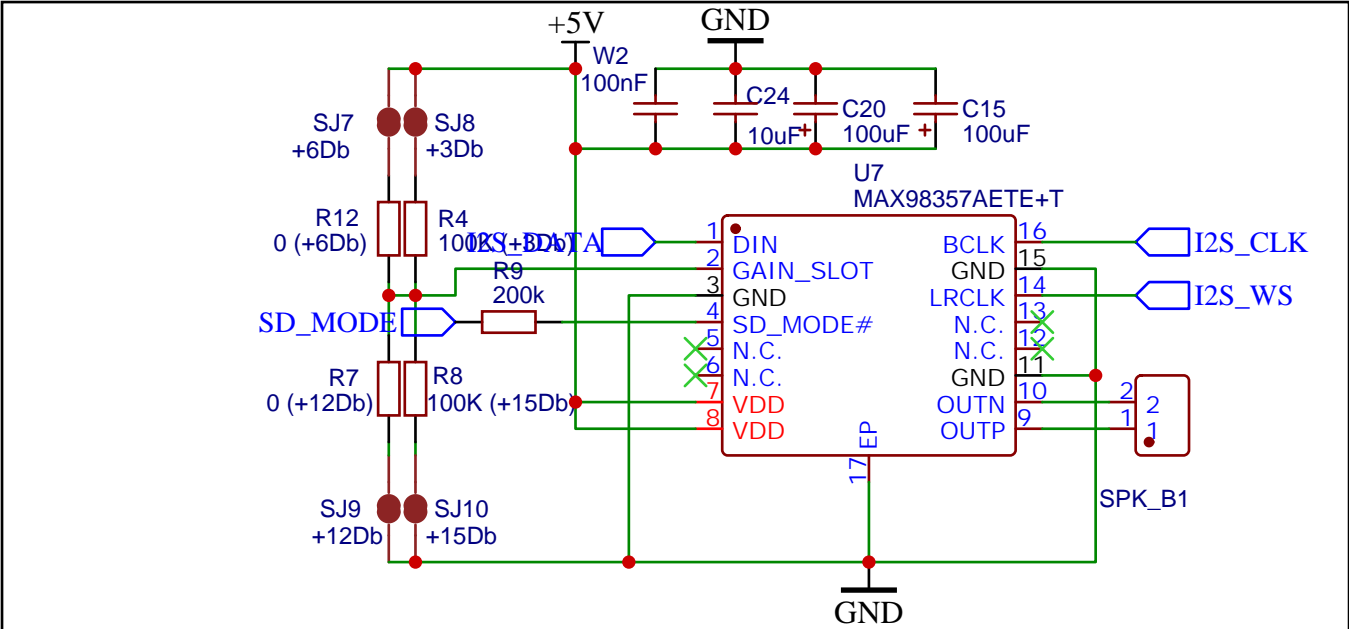 +5V
GND
W2
100nF
C24
10uF
+
C20
100uF
+
C15
100uF
SJ7
+6Db
SJ8
+3Db
U7
MAX98357AETE+T
R12
0 (+6Db)
R4
100K (+3Db)
I2S_DATA
R9
200k
SD_MODE
R7
0 (+12Db)
R8
100K (+15Db)
SJ9
+12Db
SJ10
+15Db
1 DIN
2 GAIN_SLOT
3 GND
4 SD_MODE#
5 N.C.
6 N.C.
7 VDD
8 VDD
BCLK 16
GND 15
LRCLK 14
N.C. 13
N.C. 12
GND 11
OUTN 10
OUTP 9
EP
17
I2S_CLK
I2S_WS
2 2
1 1
SPK_B1
GND